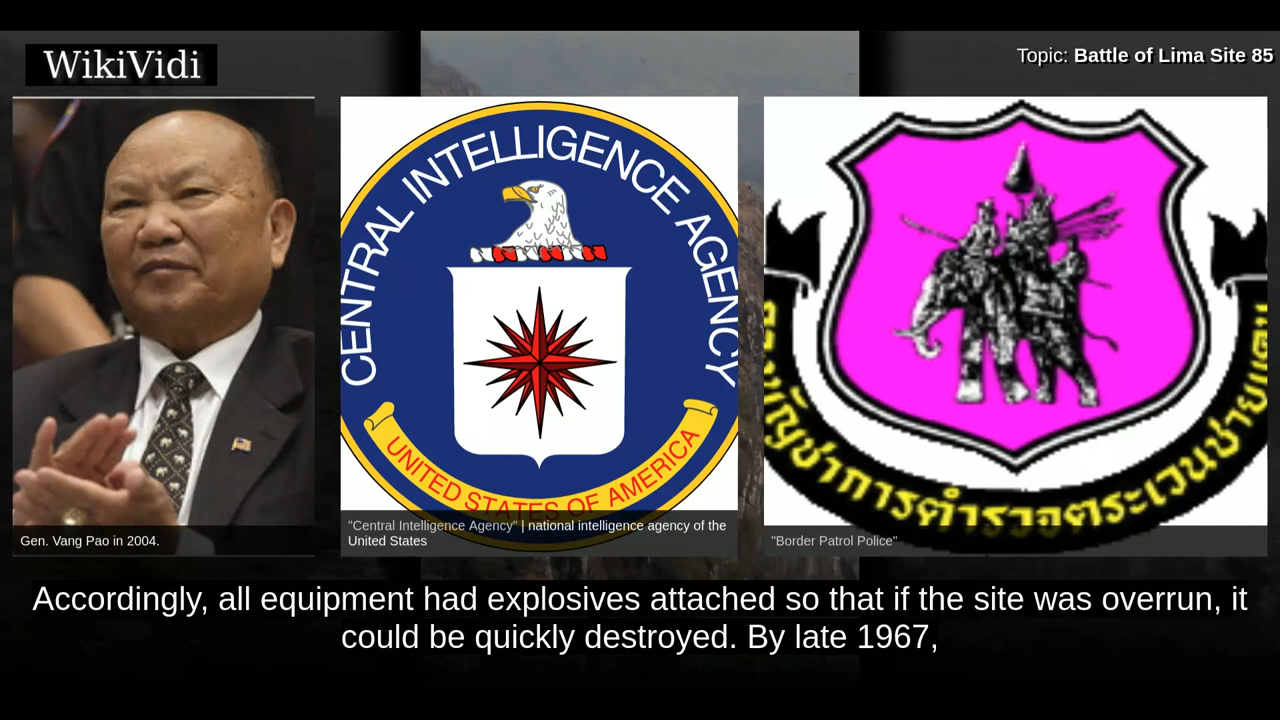 WikiVidi
Topic: Battle of Lima Site 85
CENTRAL INTELLIGENCE AGENCY
UNITED STATES OF AMERICA
Gen. Vang Pao in 2004.
"Central Intelligence Agency" | national intelligence agency of the
United States
"Border Patrol Police"
Accordingly, all equipment had explosives attached so that if the site was overrun, it
could be quickly destroyed. By late 1967,